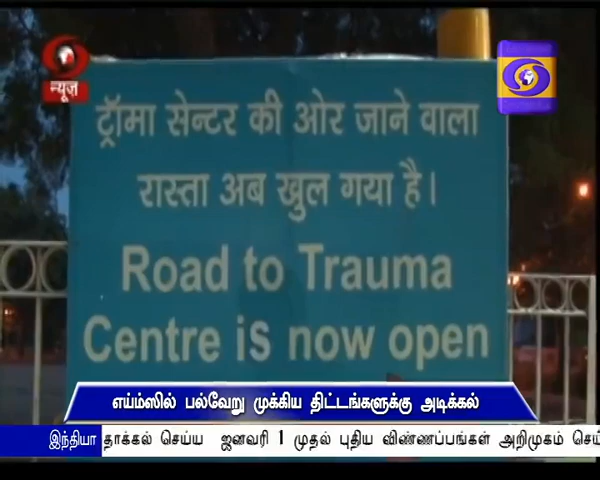 न्यूज़
ट्रॉमा सेन्टर की ओर जाने वाला
रास्ता अब खुल गया है।
Road to Trauma
Centre is now open
எய்ம்ஸில் பல்வேறு முக்கிய திட்டங்களுக்கு அடிக்கல்
இந்தியா தாக்கல் செய்ய ஜனவரி 1 முதல் புதிய விண்ணப்பங்கள் அறிமுகம் செய்